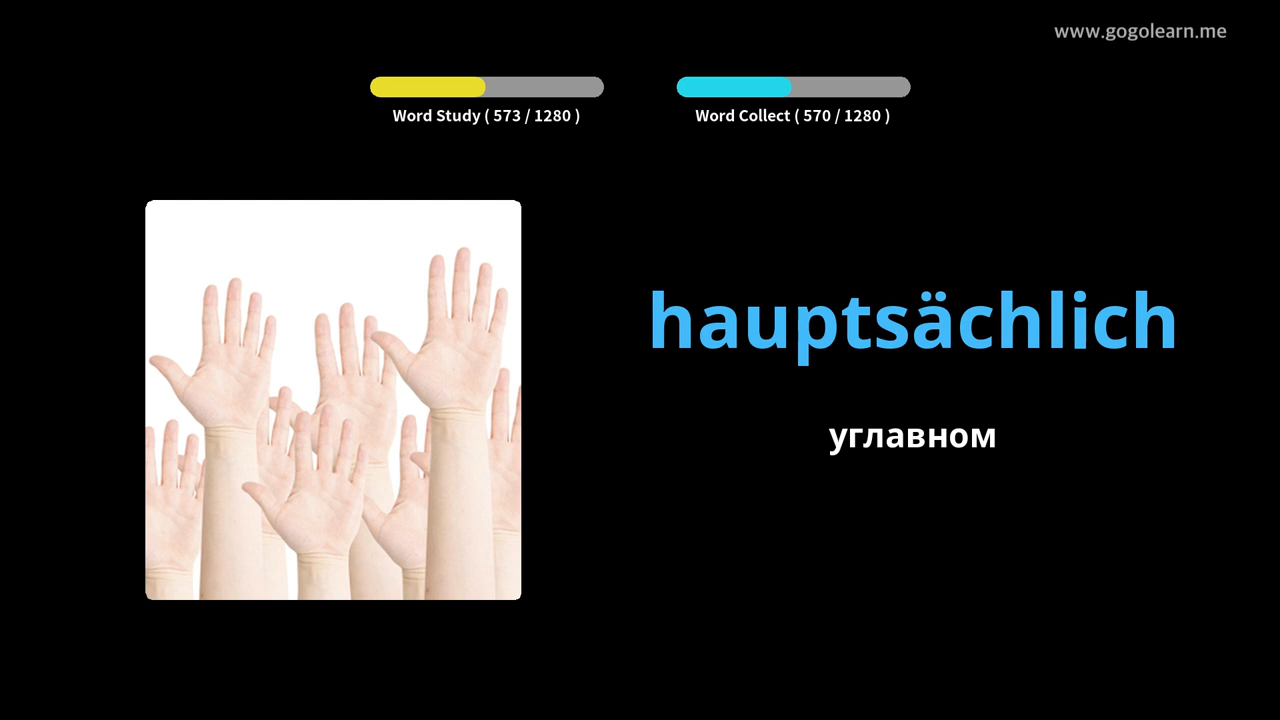 www.gogolearn.me
Word Study ( 573 / 1280 )
Word Collect ( 570 / 1280 )
hauptsächlich
углавном